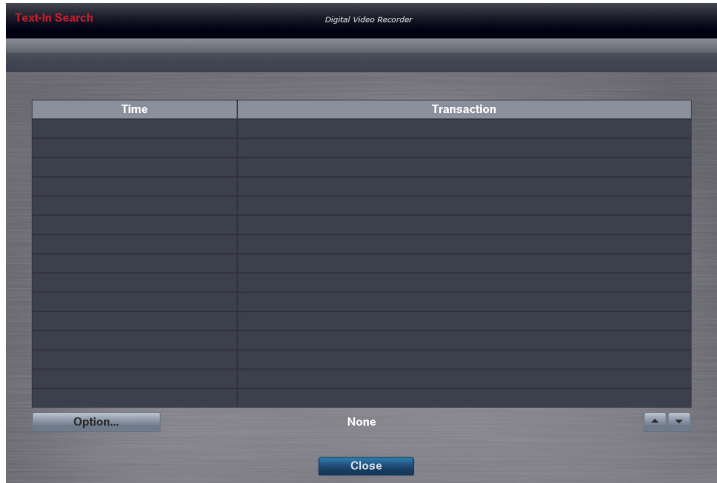 Text-In Search
Digital Video Recorder
Time Transaction
Option... None
Close